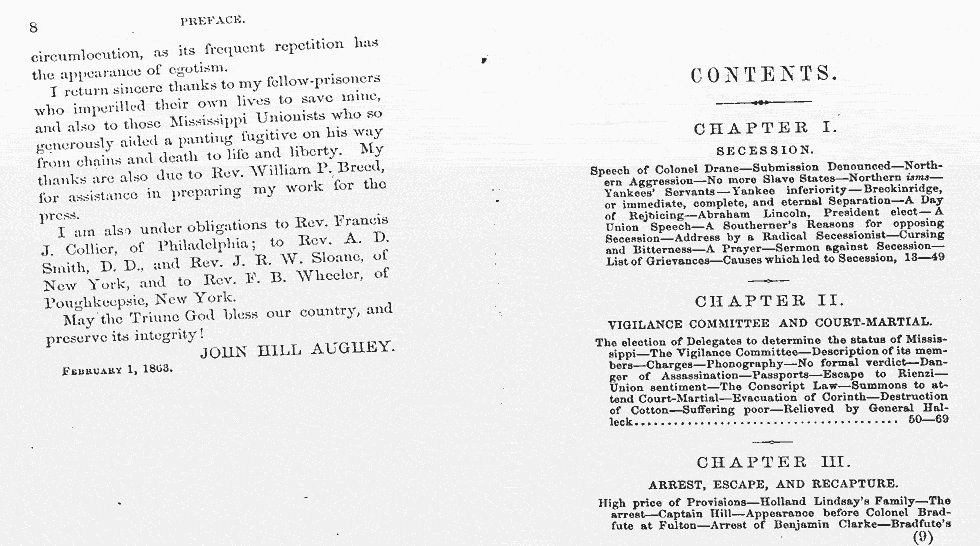 8
PREFACE.
circumlocution, as its frequent repetition has
the appearance of egotism.
I return sincere thanks to my fellow-prisoners
who imperilled their own lives to save mine,
and also to those Mississippi Unionists who so
generously aided a panting fugitive on his way
from chains and death to life and liberty. My
thanks are also due to Rev. William P. Breed,
for assistance in preparing my work for the
press.
I am also under obligations to Rev. Francis
J. Collier, of Philadelphia; to Rev. A. D.
Smith, D. D., and Rev. J. R. W. Sloane, of
New York, and to Rev. F. B. Wheeler, of
Poughkeepsie, New York.
May the Triune God bless our country, and
preserve its integrity!
JOHN HILL AUGHEY.
FEBRUARY 1, 1863.
CONTENTS.
CHAPTER I.
SECESSION.
Speech of Colonel Drane—Submission Denounced—North-
ern Aggression—No more Slave States—Northern isms—
Yankees' Servants—Yankee inferiority—Breckinridge,
or immediate, complete, and eternal Separation—A Day
of Rejoicing—Abraham Lincoln, President elect—A
Union Speech—A Southerner's Reasons for opposing
Secession—Address by a Radical Secessionist—Cursing
and Bitterness—A Prayer—Sermon against Secession—
List of Grievances—Causes which led to Secession, 13—49
CHAPTER II.
VIGILANCE COMMITTEE AND COURT-MARTIAL.
The election of Delegates to determine the status of Missis-
sippi—The Vigilance Committee—Description of its mem-
bers—Charges—Phonography—No formal verdict—Dan-
ger of Assassination—Passports—Escape to Rienzi—
Union sentiment—The Conscript Law—Summons to at-
tend Court-Martial—Evacuation of Corinth—Destruction
of Cotton—Suffering poor—Relieved by General Hal-
leck........................................ 50—69
CHAPTER III.
ARREST, ESCAPE, AND RECAPTURE.
High price of Provisions—Holland Lindsay's Family—The
arrest—Captain Hill—Appearance before Colonel Brad-
fute at Fulton—Arrest of Benjamin Clarke—Bradfute's
(9)